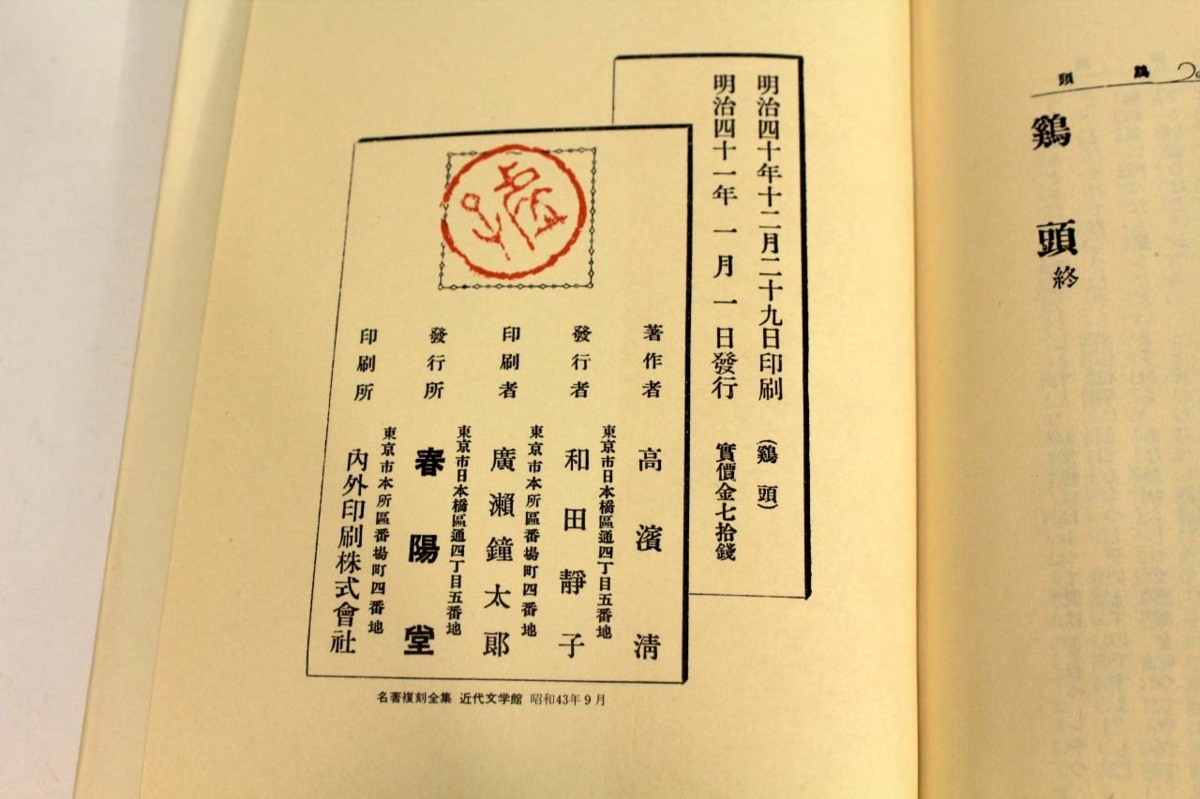 鷄頭
鷄頭終
明治四十年十二月二十九日印刷 (鷄頭)
明治四十一年一月一日發行 實價金七拾錢
著作者 高濱清
東京市日本橋區通四丁目五番地
發行者 和田靜子
東京市本所區番場町四番地
印刷者 廣瀨鐘太郞
東京市日本橋區通四丁目五番地
發行所 春陽堂
東京市本所區番場町四番地
印刷所 內外印刷株式會社
名著複刻全集 近代文学館 昭和43年9月